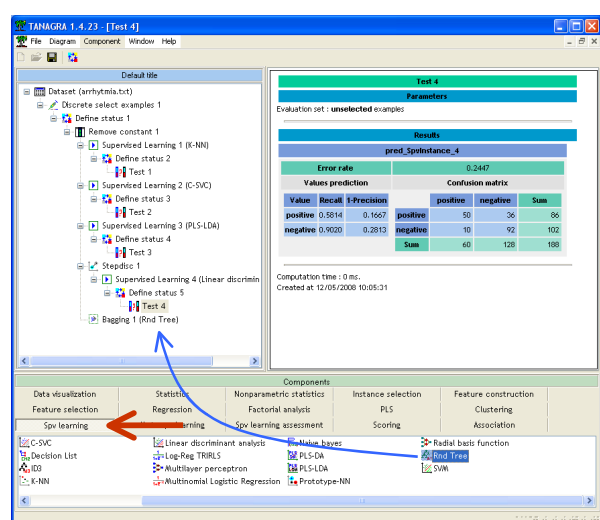 TANAGRA 1.4.23 - [Test 4]
File Diagram Component Window Help
Default title
Dataset (arrhytmia.txt)
Discrete select examples 1
Define status 1
Remove constant 1
Supervised Learning 1 (K-NN)
Define status 2
Test 1
Supervised Learning 2 (C-SVC)
Define status 3
Test 2
Supervised Learning 3 (PLS-LDA)
Define status 4
Test 3
Stepdisc 1
Supervised Learning 4 (Linear discrimin
Define status 5
Test 4
Bagging 1 (Rnd Tree)
Test 4
Parameters
Evaluation set : unselected examples
Results
pred_SpvInstance_4
Error rate 0.2447
Values prediction Confusion matrix
Value Recall 1-Precision positive negative Sum
positive 0.5814 0.1667 positive 50 36 86
negative 0.9020 0.2813 negative 10 92 102
Sum 60 128 188
Computation time : 0 ms.
Created at 12/05/2008 10:05:31
Components
Data visualization Statistics Nonparametric statistics Instance selection Feature construction
Feature selection Regression Factorial analysis PLS Clustering
Spv learning learning Spv learning assessment Scoring Association
C-SVC Linear discriminant analysis Naive bayes Radial basis function
Decision List Log-Reg TRIRLS PLS-DA Rnd Tree
ID3 Multilayer perceptron PLS-LDA SVM
K-NN Multinomial Logistic Regression Prototype-NN